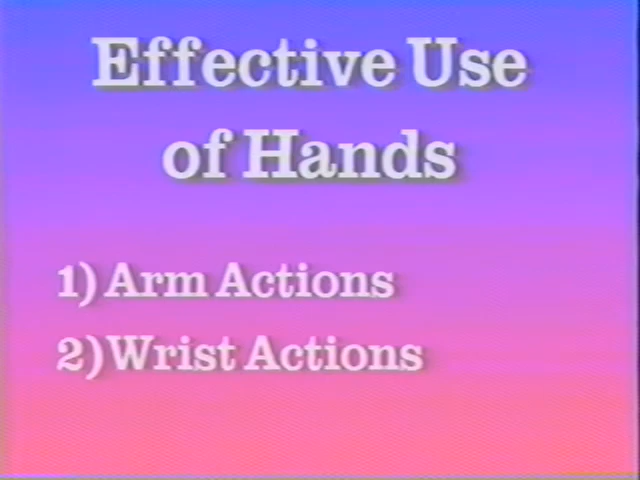 Effective Use
of Hands
1) Arm Actions
2) Wrist Actions